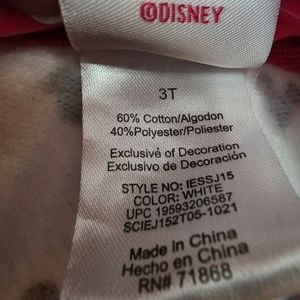 ©DISNEY
3T
60% Cotton/Algodon
40%Polyester/Poliester
Exclusive of Decoration
Exclusivo de Decoración
STYLE NO: IESSJ15
COLOR: WHITE
UPC 19593206587
SCIEJ152T05-1021
Made in China
Hecho en China
RN# 71868